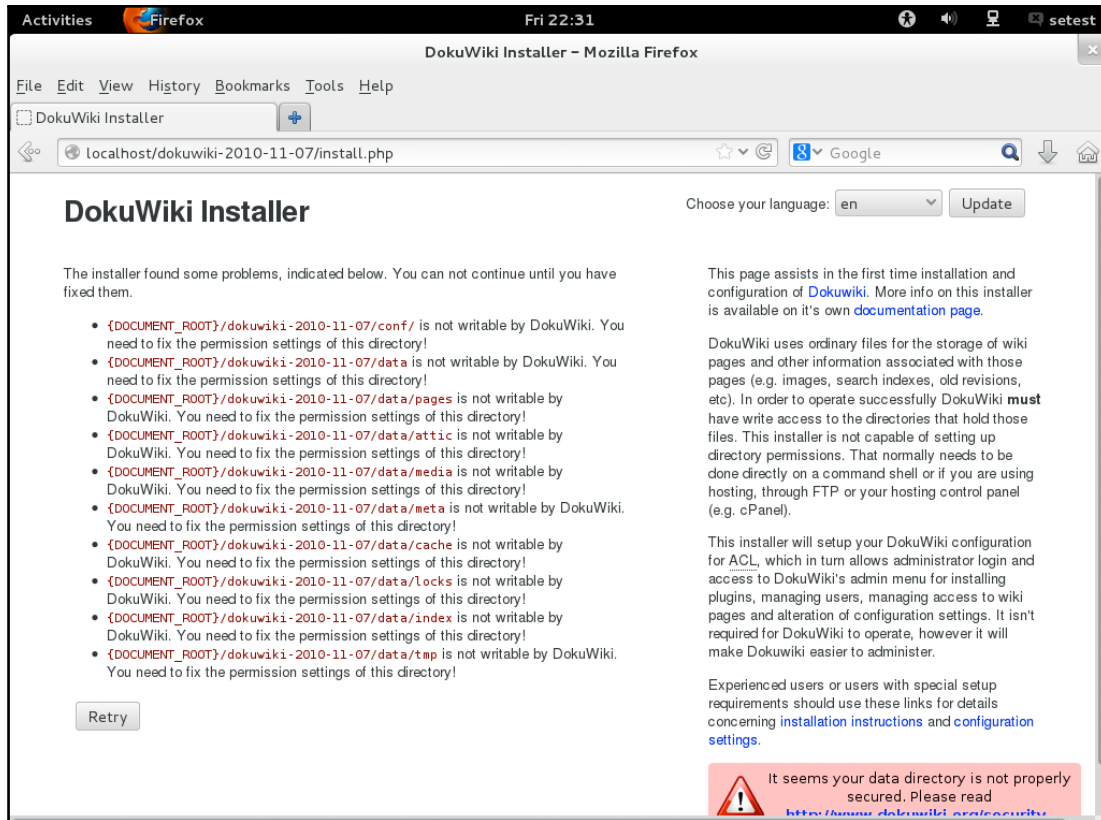 Activities Firefox Fri 22:31 setest
DokuWiki Installer – Mozilla Firefox
File Edit View History Bookmarks Tools Help
DokuWiki Installer
localhost/dokuwiki-2010-11-07/install.php
Google
DokuWiki Installer
Choose your language: en Update
The installer found some problems, indicated below. You can not continue until you have
fixed them.
• {DOCUMENT_ROOT}/dokuwiki-2010-11-07/conf/ is not writable by DokuWiki. You
need to fix the permission settings of this directory!
• {DOCUMENT_ROOT}/dokuwiki-2010-11-07/data is not writable by DokuWiki. You
need to fix the permission settings of this directory!
• {DOCUMENT_ROOT}/dokuwiki-2010-11-07/data/pages is not writable by
DokuWiki. You need to fix the permission settings of this directory!
• {DOCUMENT_ROOT}/dokuwiki-2010-11-07/data/attic is not writable by
DokuWiki. You need to fix the permission settings of this directory!
• {DOCUMENT_ROOT}/dokuwiki-2010-11-07/data/media is not writable by
DokuWiki. You need to fix the permission settings of this directory!
• {DOCUMENT_ROOT}/dokuwiki-2010-11-07/data/meta is not writable by DokuWiki.
You need to fix the permission settings of this directory!
• {DOCUMENT_ROOT}/dokuwiki-2010-11-07/data/cache is not writable by
DokuWiki. You need to fix the permission settings of this directory!
• {DOCUMENT_ROOT}/dokuwiki-2010-11-07/data/locks is not writable by
DokuWiki. You need to fix the permission settings of this directory!
• {DOCUMENT_ROOT}/dokuwiki-2010-11-07/data/index is not writable by
DokuWiki. You need to fix the permission settings of this directory!
• {DOCUMENT_ROOT}/dokuwiki-2010-11-07/data/tmp is not writable by DokuWiki.
You need to fix the permission settings of this directory!
Retry
This page assists in the first time installation and
configuration of Dokuwiki. More info on this installer
is available on it's own documentation page.
DokuWiki uses ordinary files for the storage of wiki
pages and other information associated with those
pages (e.g. images, search indexes, old revisions,
etc). In order to operate successfully DokuWiki must
have write access to the directories that hold those
files. This installer is not capable of setting up
directory permissions. That normally needs to be
done directly on a command shell or if you are using
hosting, through FTP or your hosting control panel
(e.g. cPanel).
This installer will setup your DokuWiki configuration
for ACL, which in turn allows administrator login and
access to DokuWiki's admin menu for installing
plugins, managing users, managing access to wiki
pages and alteration of configuration settings. It isn't
required for DokuWiki to operate, however it will
make Dokuwiki easier to administer.
Experienced users or users with special setup
requirements should use these links for details
concerning installation instructions and configuration
settings.
It seems your data directory is not properly
secured. Please read
http://www.dokuwiki.org/security